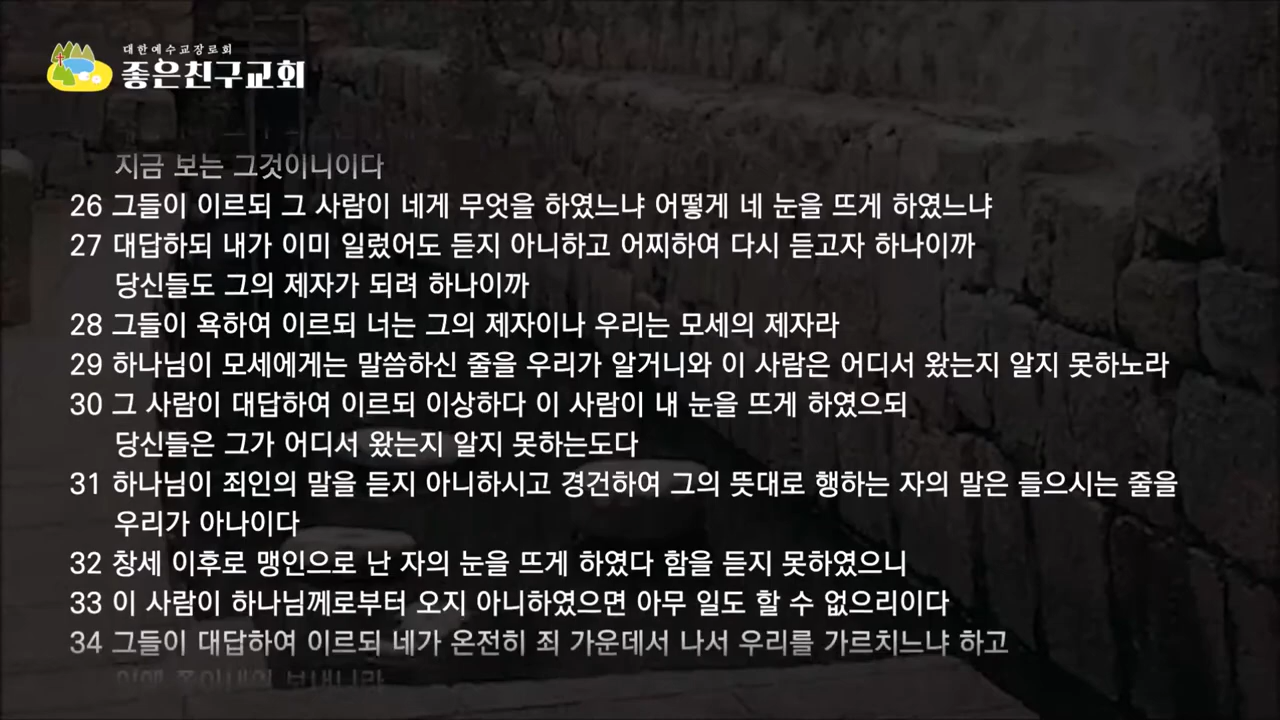 대한예수교장로회
좋은친구교회
지금 보는 그것이니이다
26 그들이 이르되 그 사람이 네게 무엇을 하였느냐 어떻게 네 눈을 뜨게 하였느냐
27 대답하되 내가 이미 일렀어도 듣지 아니하고 어찌하여 다시 듣고자 하나이까
당신들도 그의 제자가 되려 하나이까
28 그들이 욕하여 이르되 너는 그의 제자이나 우리는 모세의 제자라
29 하나님이 모세에게는 말씀하신 줄을 우리가 알거니와 이 사람은 어디서 왔는지 알지 못하노라
30 그 사람이 대답하여 이르되 이상하다 이 사람이 내 눈을 뜨게 하였으되
당신들은 그가 어디서 왔는지 알지 못하는도다
31 하나님이 죄인의 말을 듣지 아니하시고 경건하여 그의 뜻대로 행하는 자의 말은 들으시는 줄을
우리가 아나이다
32 창세 이후로 맹인으로 난 자의 눈을 뜨게 하였다 함을 듣지 못하였으니
33 이 사람이 하나님께로부터 오지 아니하였으면 아무 일도 할 수 없으리이다
34 그들이 대답하여 이르되 네가 온전히 죄 가운데서 나서 우리를 가르치느냐 하고